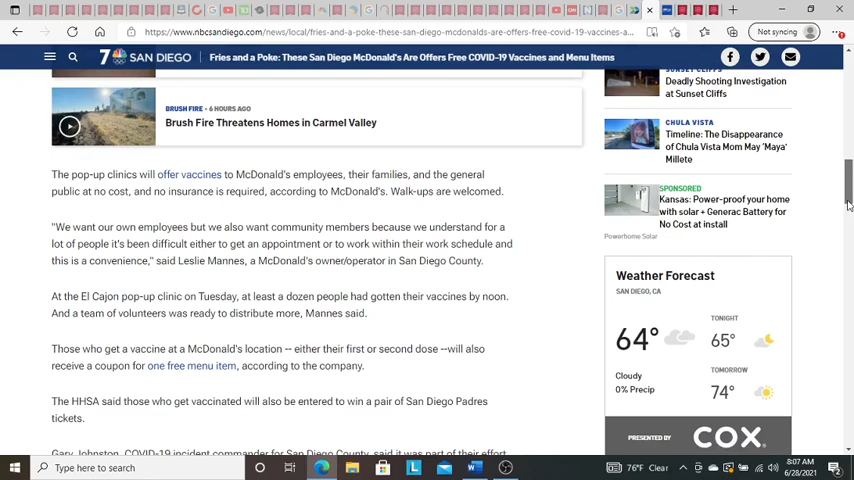 https://www.nbcsandiego.com/news/local/fries-and-a-poke-these-san-diego-mcdonalds-are-offers-free-covid-19-vaccines-a...
Not syncing
7 SAN DIEGO
Fries and a Poke: These San Diego McDonald's Are Offers Free COVID-19 Vaccines and Menu Items
BRUSH FIRE • 6 HOURS AGO
Brush Fire Threatens Homes in Carmel Valley
The pop-up clinics will offer vaccines to McDonald's employees, their families, and the general
public at no cost, and no insurance is required, according to McDonald's. Walk-ups are welcomed.
"We want our own employees but we also want community members because we understand for a
lot of people it's been difficult either to get an appointment or to work within their work schedule and
this is a convenience," said Leslie Mannes, a McDonald's owner/operator in San Diego County.
At the El Cajon pop-up clinic on Tuesday, at least a dozen people had gotten their vaccines by noon.
And a team of volunteers was ready to distribute more, Mannes said.
Those who get a vaccine at a McDonald's location -- either their first or second dose --will also
receive a coupon for one free menu item, according to the company.
The HHSA said those who get vaccinated will also be entered to win a pair of San Diego Padres
tickets.
Gary Johnston, COVID-19 incident commander for San Diego County, said it was part of their effort
SUNSET CLIFFS
Deadly Shooting Investigation
at Sunset Cliffs
CHULA VISTA
Timeline: The Disappearance
of Chula Vista Mom May 'Maya'
Millete
SPONSORED
Kansas: Power-proof your home
with solar + Generac Battery for
No Cost at install
Powerhome Solar
Weather Forecast
SAN DIEGO, CA
64°
Cloudy
0% Precip
TONIGHT
65°
TOMORROW
74°
PRESENTED BY
COX
Type here to search
76°F Clear
8:07 AM
6/28/2021
2